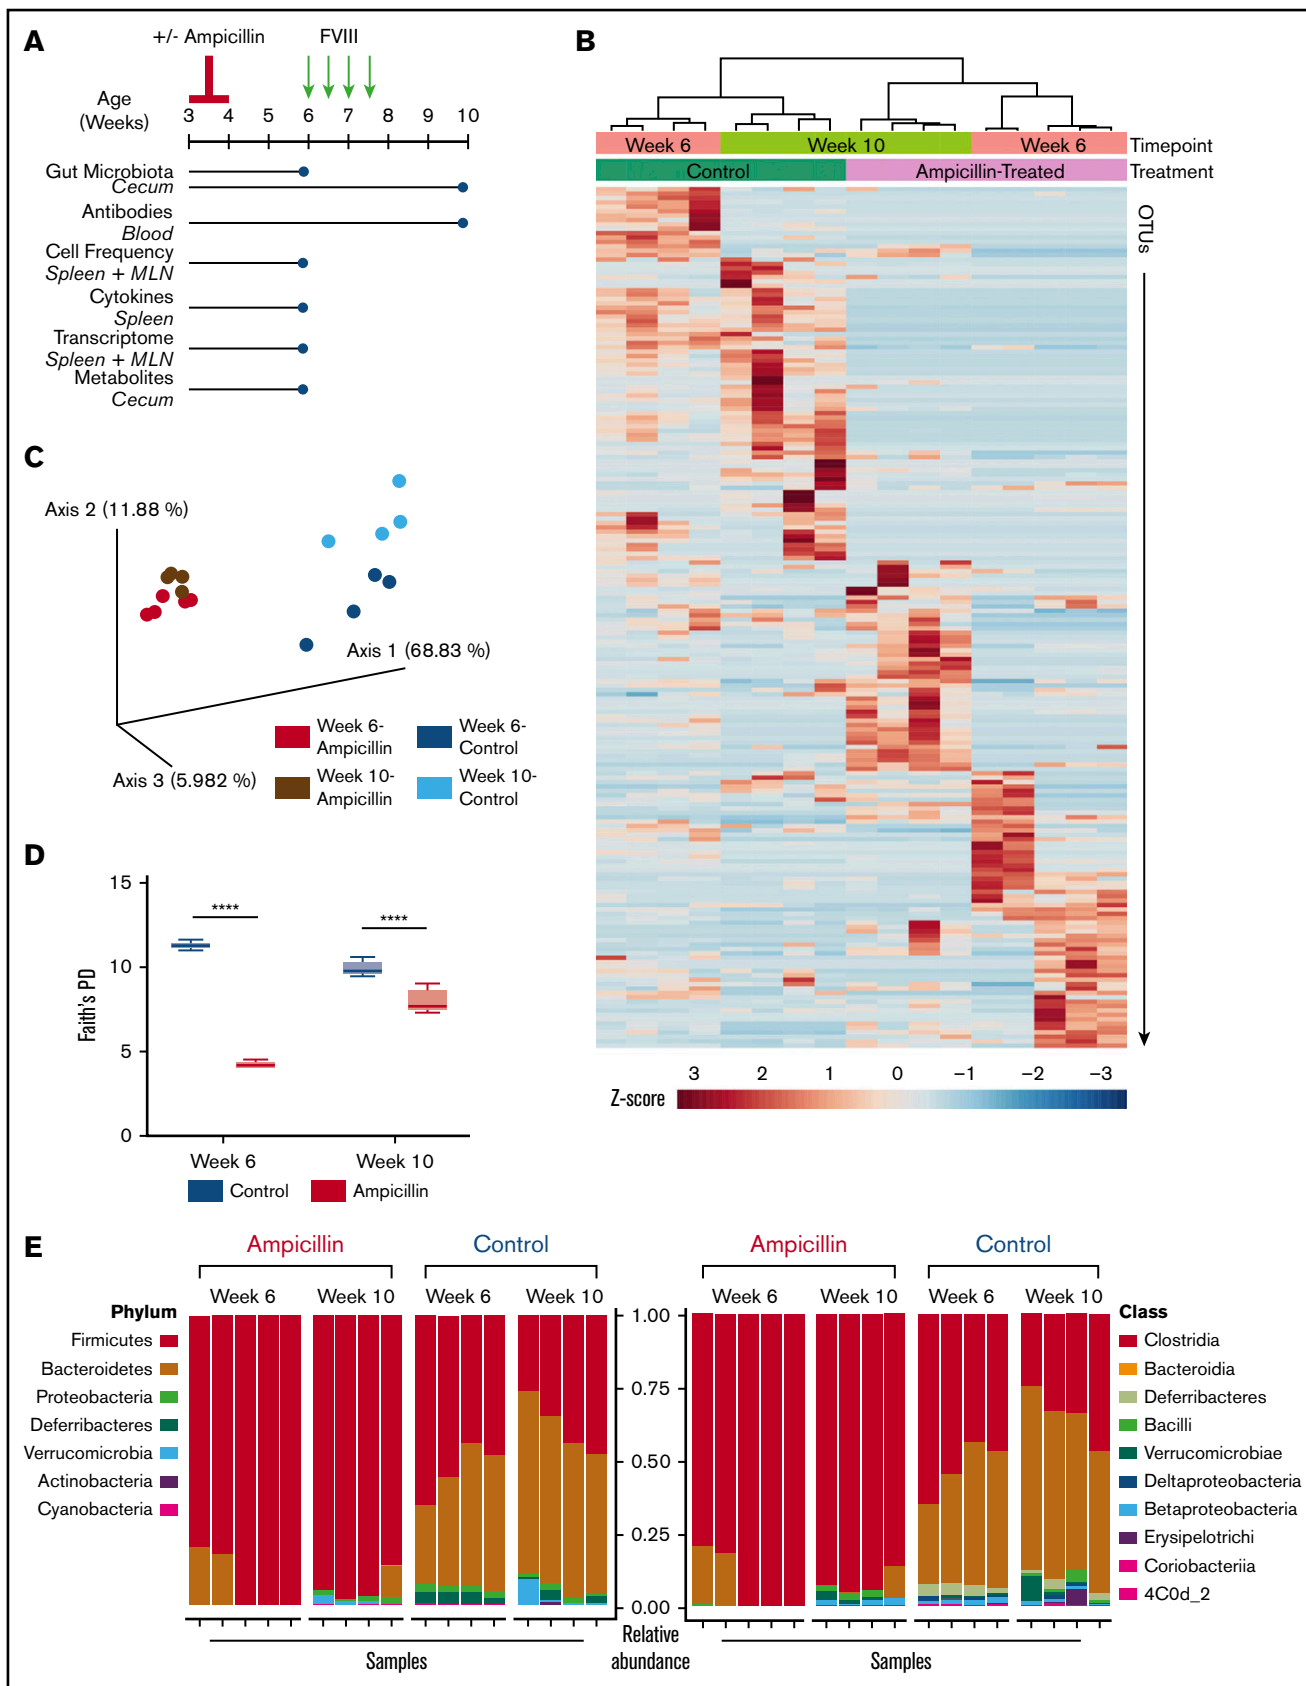 A
+/- Ampicillin
FVIII
Age
(Weeks)
3 4 5 6 7 8 9 10
Gut Microbiota
Cecum
Antibodies
Blood
Cell Frequency
Spleen + MLN
Cytokines
Spleen
Transcriptome
Spleen + MLN
Metabolites
Cecum
B
Week 6
Week 10
Week 6
Timepoint
Control
Ampicillin-Treated
Treatment
OTUs
3 2 1 0 −1 −2 −3
Z-score
C
Axis 2 (11.88 %)
Axis 1 (68.83 %)
Axis 3 (5.982 %)
Week 6-
Ampicillin
Week 6-
Control
Week 10-
Ampicillin
Week 10-
Control
D
Faith's PD
15
10
5
0
****
****
Week 6
Week 10
Control
Ampicillin
E
Ampicillin
Control
Week 6
Week 10
Week 6
Week 10
Phylum
Firmicutes
Bacteroidetes
Proteobacteria
Deferribacteres
Verrucomicrobia
Actinobacteria
Cyanobacteria
Samples
1.00
0.75
0.50
0.25
0.00
Relative
abundance
Ampicillin
Control
Week 6
Week 10
Week 6
Week 10
Samples
Class
Clostridia
Bacteroidia
Deferribacteres
Bacilli
Verrucomicrobiae
Deltaproteobacteria
Betaproteobacteria
Erysipelotrichi
Coriobacteriia
4C0d_2